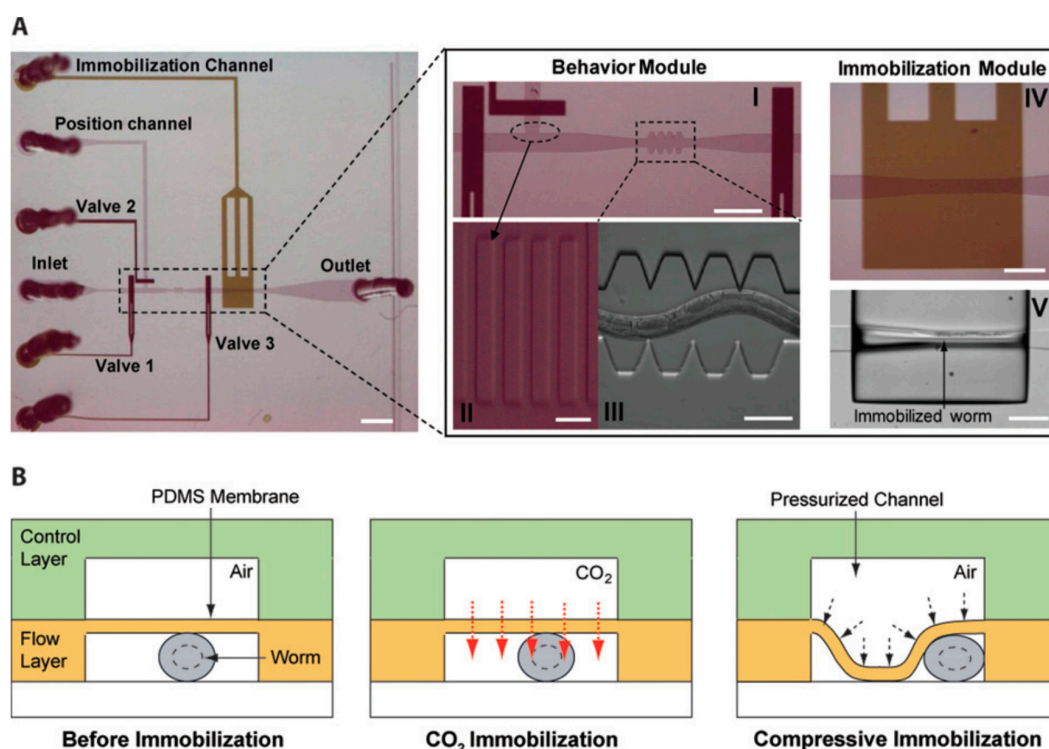 A
Immobilization Channel
Position channel
Valve 2
Inlet
Outlet
Valve 1
Valve 3
Behavior Module
I
II
III
Immobilization Module
IV
V
Immobilized worm
B
PDMS Membrane
Control
Layer
Air
Flow
Layer
Worm
Before Immobilization
CO₂
CO₂ Immobilization
Pressurized Channel
Air
Compressive Immobilization